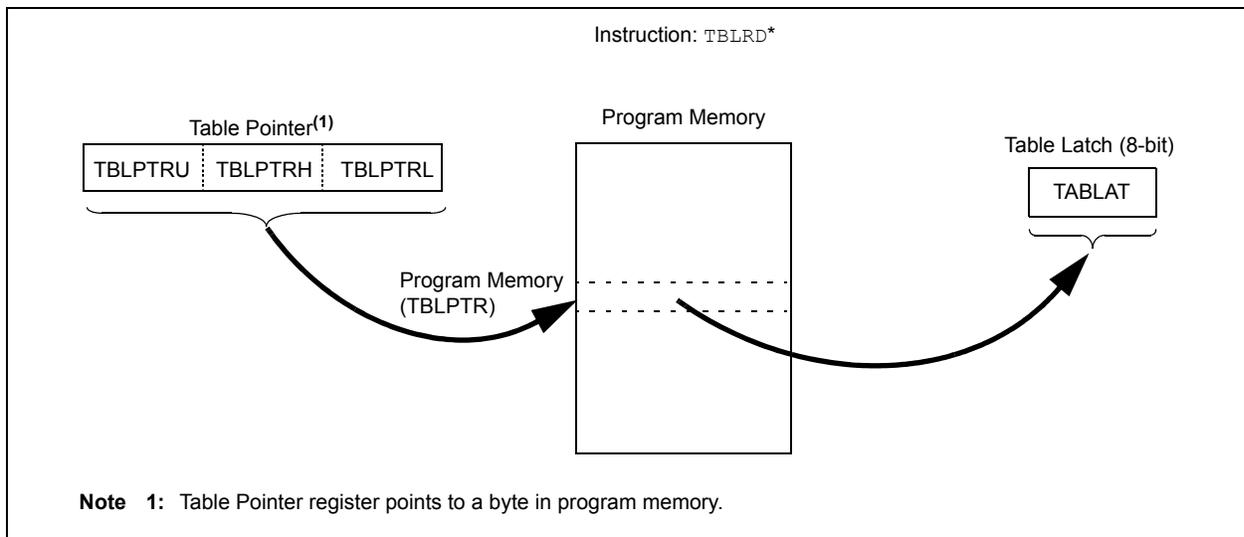 Instruction: TBLRD*
Table Pointer(1)
TBLPTRU TBLPTRH TBLPTRL
Program Memory
(TBLPTR)
Program Memory
Table Latch (8-bit)
TABLAT
Note 1: Table Pointer register points to a byte in program memory.